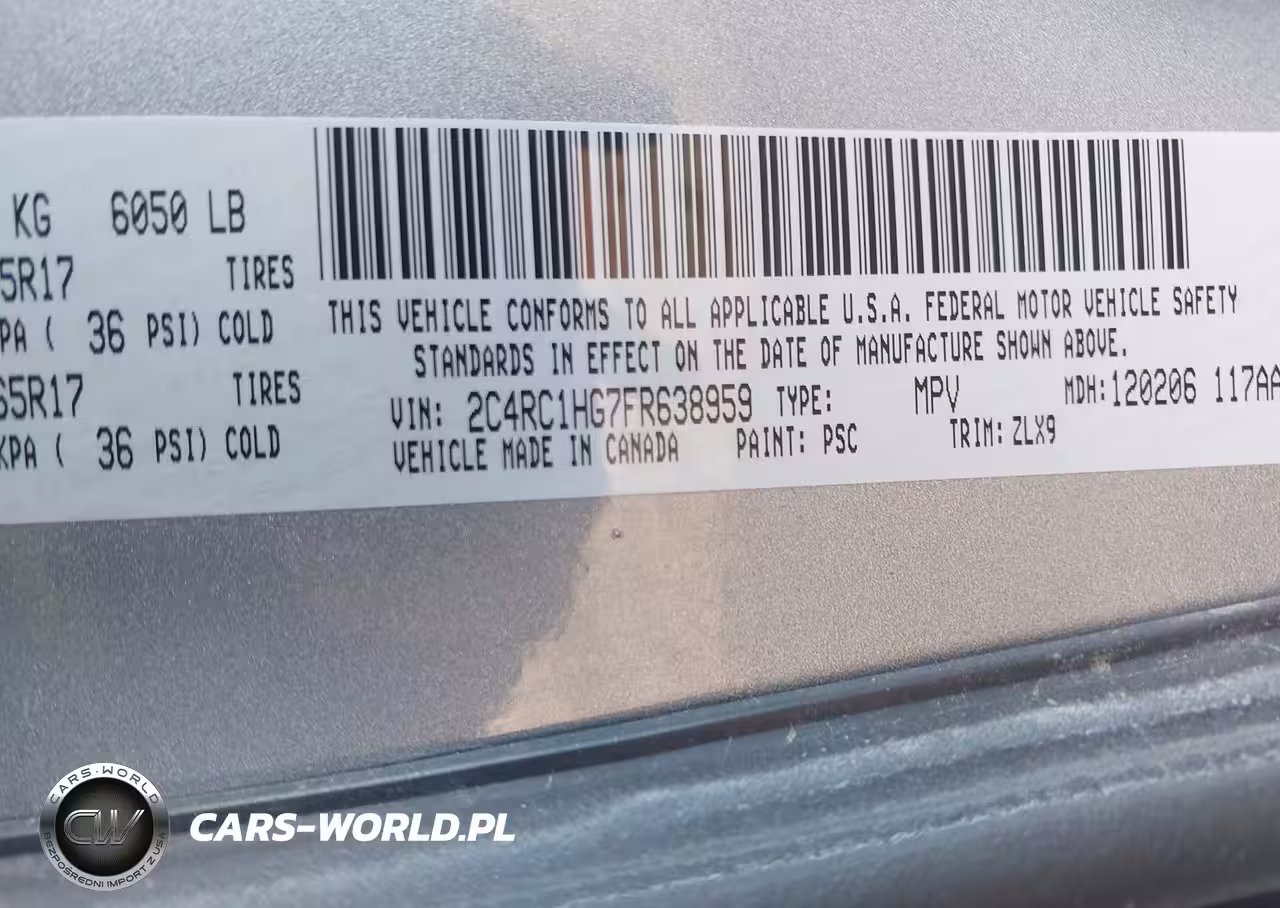 KG 6050 LB
5R17 TIRES
PA ( 36 PSI) COLD
65R17 TIRES
KPA ( 36 PSI) COLD
THIS VEHICLE CONFORMS TO ALL APPLICABLE U.S.A. FEDERAL MOTOR VEHICLE SAFETY
STANDARDS IN EFFECT ON THE DATE OF MANUFACTURE SHOWN ABOVE.
VIN: 2C4RC1HG7FR638959 TYPE: MPV MDH: 120206 117AA
VEHICLE MADE IN CANADA PAINT: PSC TRIM: ZLX9
CARS-WORLD
CW
BEZPOŚREDNI IMPORT Z USA
CARS-WORLD.PL